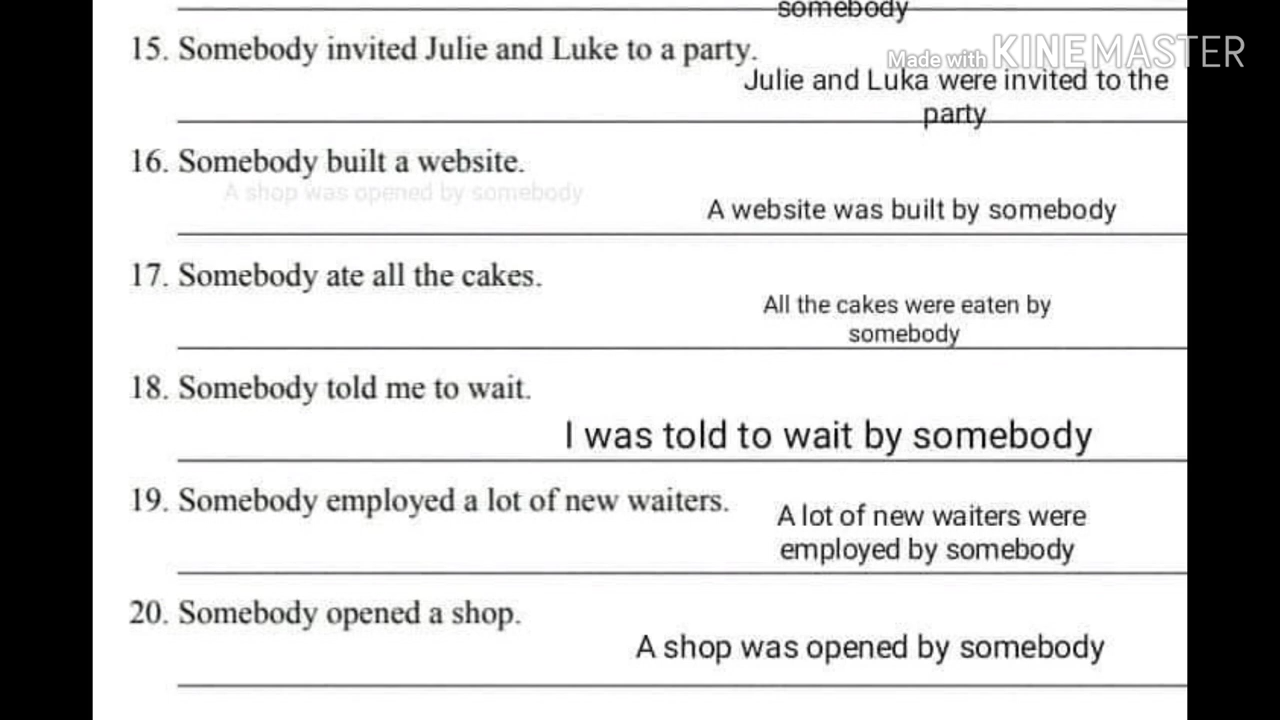 somebody
15. Somebody invited Julie and Luke to a party.
Made with KINEMASTER
Julie and Luka were invited to the
party
16. Somebody built a website.
A shop was opened by somebody
A website was built by somebody
17. Somebody ate all the cakes.
All the cakes were eaten by
somebody
18. Somebody told me to wait.
I was told to wait by somebody
19. Somebody employed a lot of new waiters.
A lot of new waiters were
employed by somebody
20. Somebody opened a shop.
A shop was opened by somebody